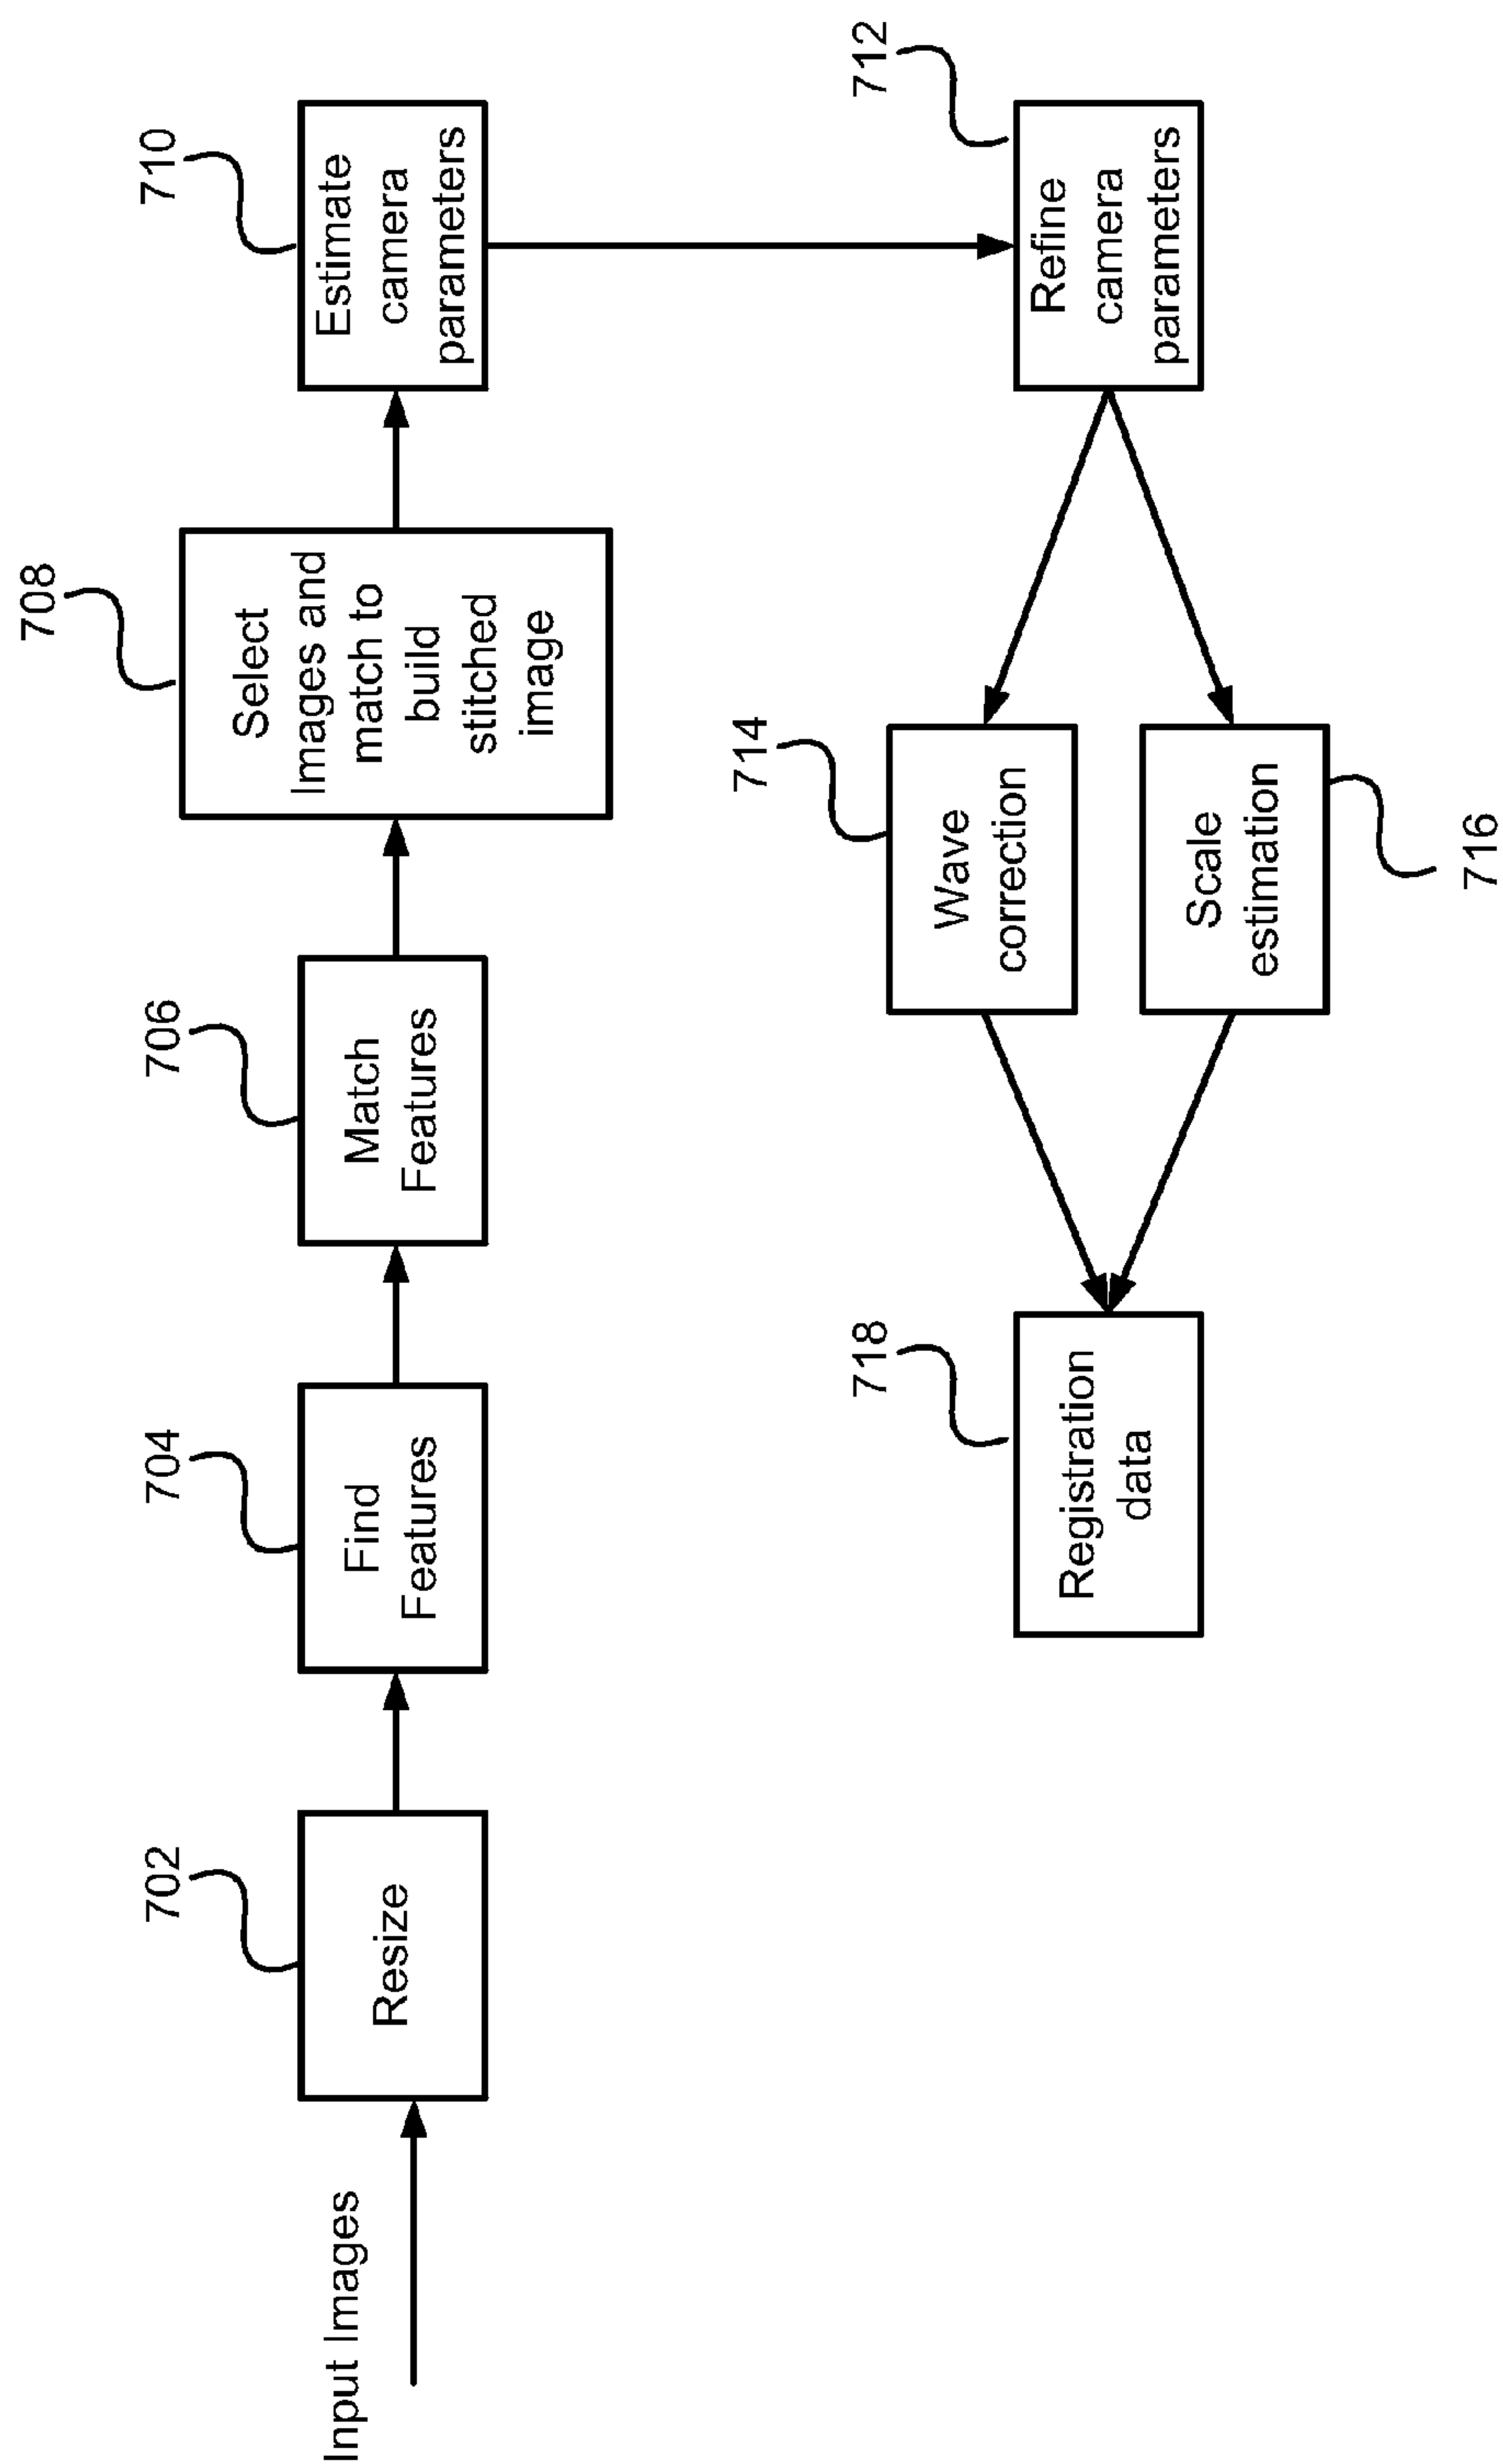 Input Images
702
Resize
704
Find
Features
706
Match
Features
708
Select
Images and
match to
build
stitched
image
710
Estimate
camera
parameters
712
Refine
camera
parameters
714
Wave
correction
716
Scale
estimation
718
Registration
data